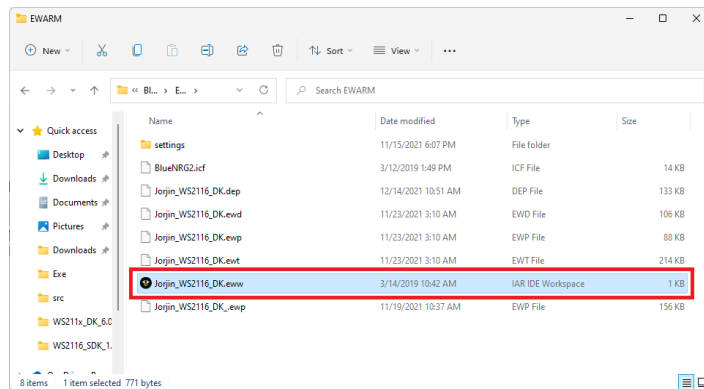 EWARM
New Sort View ...
« Bl... › E... › Search EWARM
Name Date modified Type Size
Quick access
Desktop
Downloads
Documents
Pictures
Downloads
Exe
src
WS211x_DK_6.0
WS2116_SDK_1.
settings 11/15/2021 6:07 PM File folder
BlueNRG2.icf 3/12/2019 1:49 PM ICF File 14 KB
Jorjin_WS2116_DK.dep 12/14/2021 10:51 AM DEP File 133 KB
Jorjin_WS2116_DK.ewd 11/23/2021 3:10 AM EWD File 106 KB
Jorjin_WS2116_DK.ewp 11/23/2021 3:10 AM EWP File 88 KB
Jorjin_WS2116_DK.ewt 11/23/2021 3:10 AM EWT File 214 KB
Jorjin_WS2116_DK.eww 3/14/2019 10:42 AM IAR IDE Workspace 1 KB
Jorjin_WS2116_DK_.ewp 11/19/2021 10:37 AM EWP File 156 KB
8 items 1 item selected 771 bytes